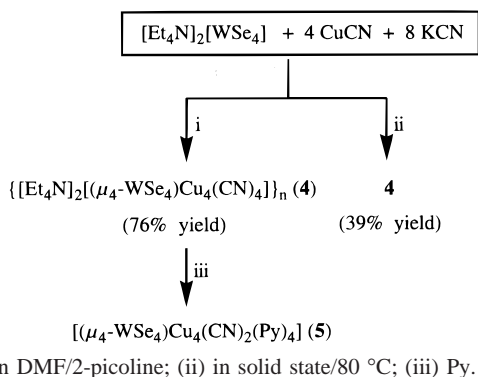 [Et₄N]₂[WSe₄] + 4 CuCN + 8 KCN
i
ii
{[Et₄N]₂[(μ₄-WSe₄)Cu₄(CN)₄]}ₙ (4)
4
(76% yield)
(39% yield)
iii
[(μ₄-WSe₄)Cu₄(CN)₂(Py)₄] (5)
n DMF/2-picoline; (ii) in solid state/80 °C; (iii) Py.